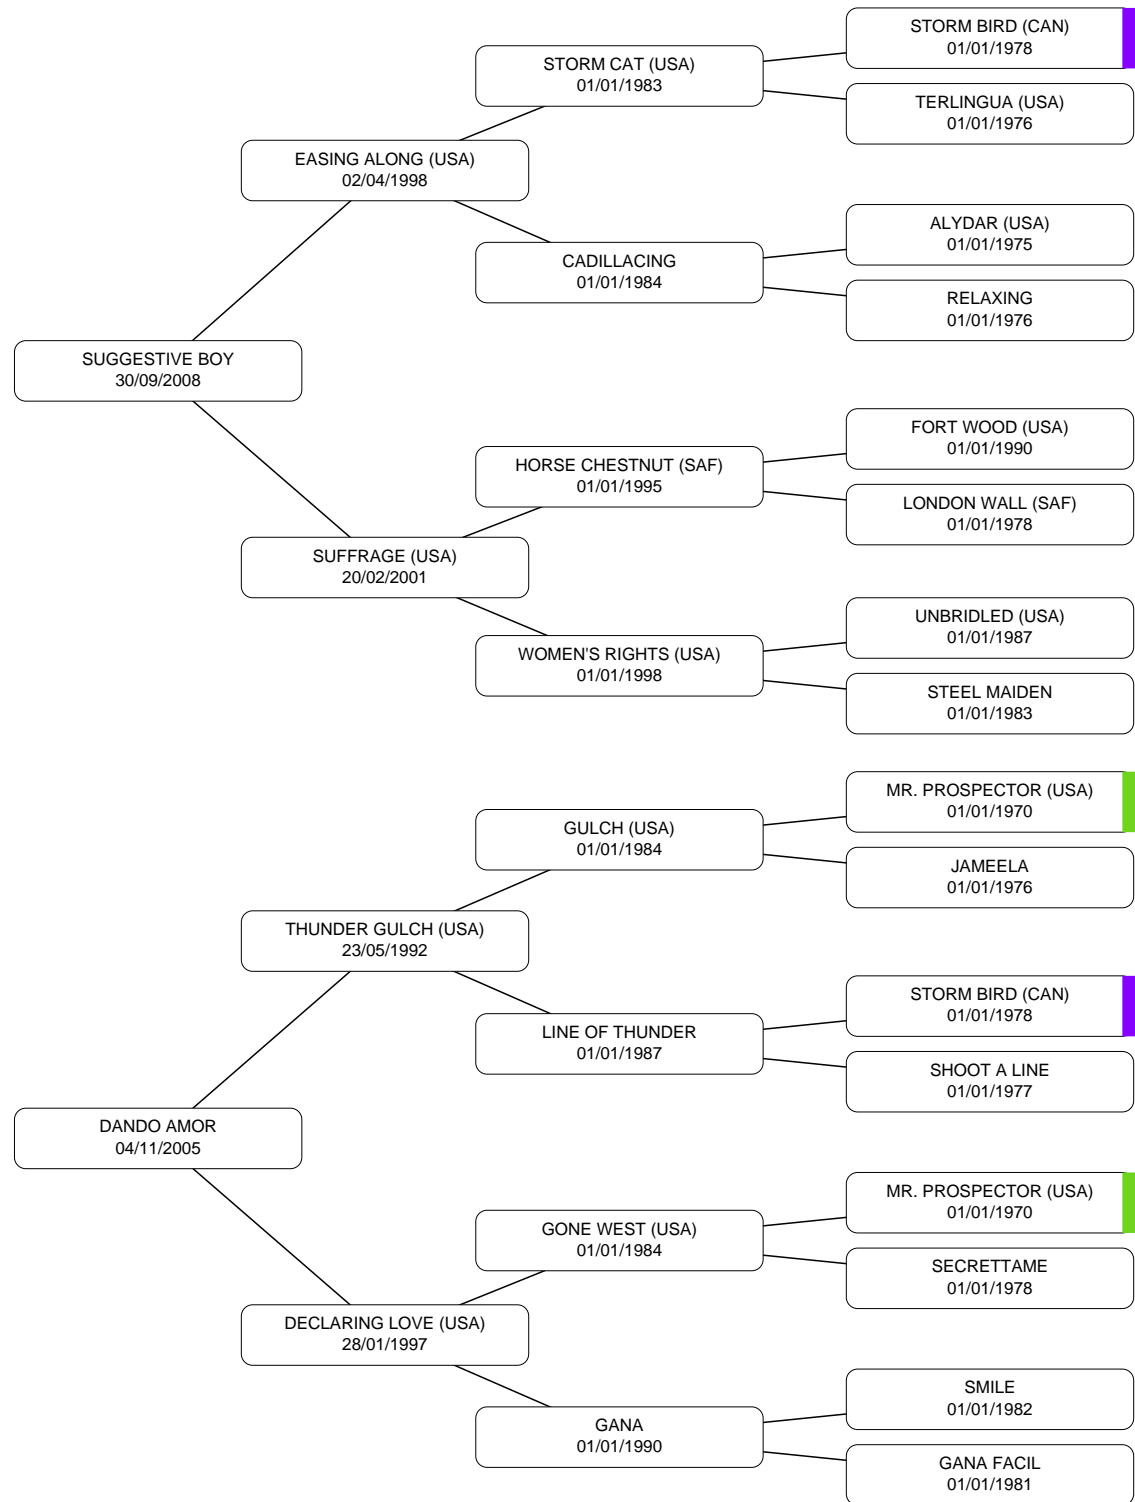 STORM BIRD (CAN)
01/01/1978
STORM CAT (USA)
01/01/1983
TERLINGUA (USA)
01/01/1976
EASING ALONG (USA)
02/04/1998
ALYDAR (USA)
01/01/1975
CADILLACING
01/01/1984
RELAXING
01/01/1976
SUGGESTIVE BOY
30/09/2008
FORT WOOD (USA)
01/01/1990
HORSE CHESTNUT (SAF)
01/01/1995
LONDON WALL (SAF)
01/01/1978
SUFFRAGE (USA)
20/02/2001
UNBRIDLED (USA)
01/01/1987
WOMEN'S RIGHTS (USA)
01/01/1998
STEEL MAIDEN
01/01/1983
MR. PROSPECTOR (USA)
01/01/1970
GULCH (USA)
01/01/1984
JAMEELA
01/01/1976
THUNDER GULCH (USA)
23/05/1992
STORM BIRD (CAN)
01/01/1978
LINE OF THUNDER
01/01/1987
SHOOT A LINE
01/01/1977
DANDO AMOR
04/11/2005
MR. PROSPECTOR (USA)
01/01/1970
GONE WEST (USA)
01/01/1984
SECRETTAME
01/01/1978
DECLARING LOVE (USA)
28/01/1997
SMILE
01/01/1982
GANA
01/01/1990
GANA FACIL
01/01/1981